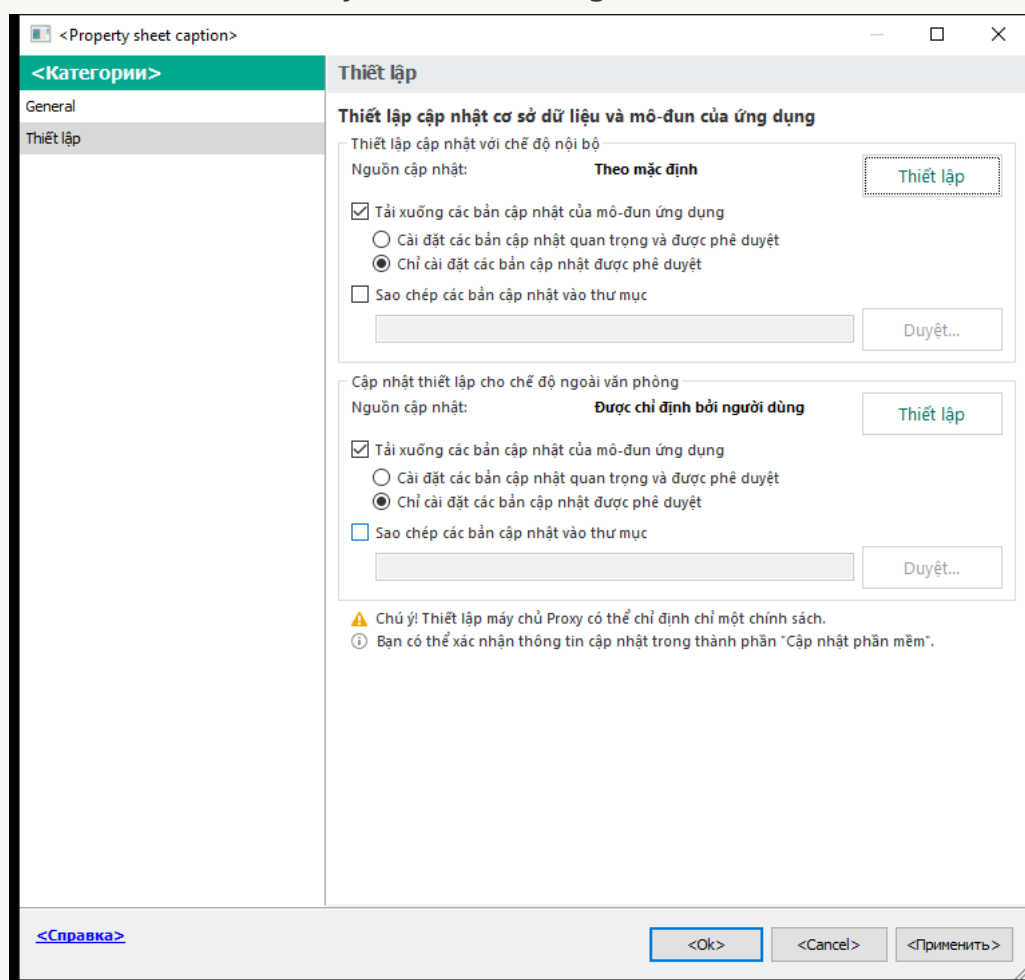 <Property sheet caption>
<Категории>
General
Thiết lập
Thiết lập
Thiết lập cập nhật cơ sở dữ liệu và mô-đun của ứng dụng
Thiết lập cập nhật với chế độ nội bộ
Nguồn cập nhật: Theo mặc định
Thiết lập
Tải xuống các bản cập nhật của mô-đun ứng dụng
Cài đặt các bản cập nhật quan trọng và được phê duyệt
Chỉ cài đặt các bản cập nhật được phê duyệt
Sao chép các bản cập nhật vào thư mục
Duyệt...
Cập nhật thiết lập cho chế độ ngoài văn phòng
Nguồn cập nhật: Được chỉ định bởi người dùng
Thiết lập
Tải xuống các bản cập nhật của mô-đun ứng dụng
Cài đặt các bản cập nhật quan trọng và được phê duyệt
Chỉ cài đặt các bản cập nhật được phê duyệt
Sao chép các bản cập nhật vào thư mục
Duyệt...
Chú ý! Thiết lập máy chủ Proxy có thể chỉ định chỉ một chính sách.
Bạn có thể xác nhận thông tin cập nhật trong thành phần "Cập nhật phần mềm".
<Справка>
<Ok> <Cancel> <Применить>